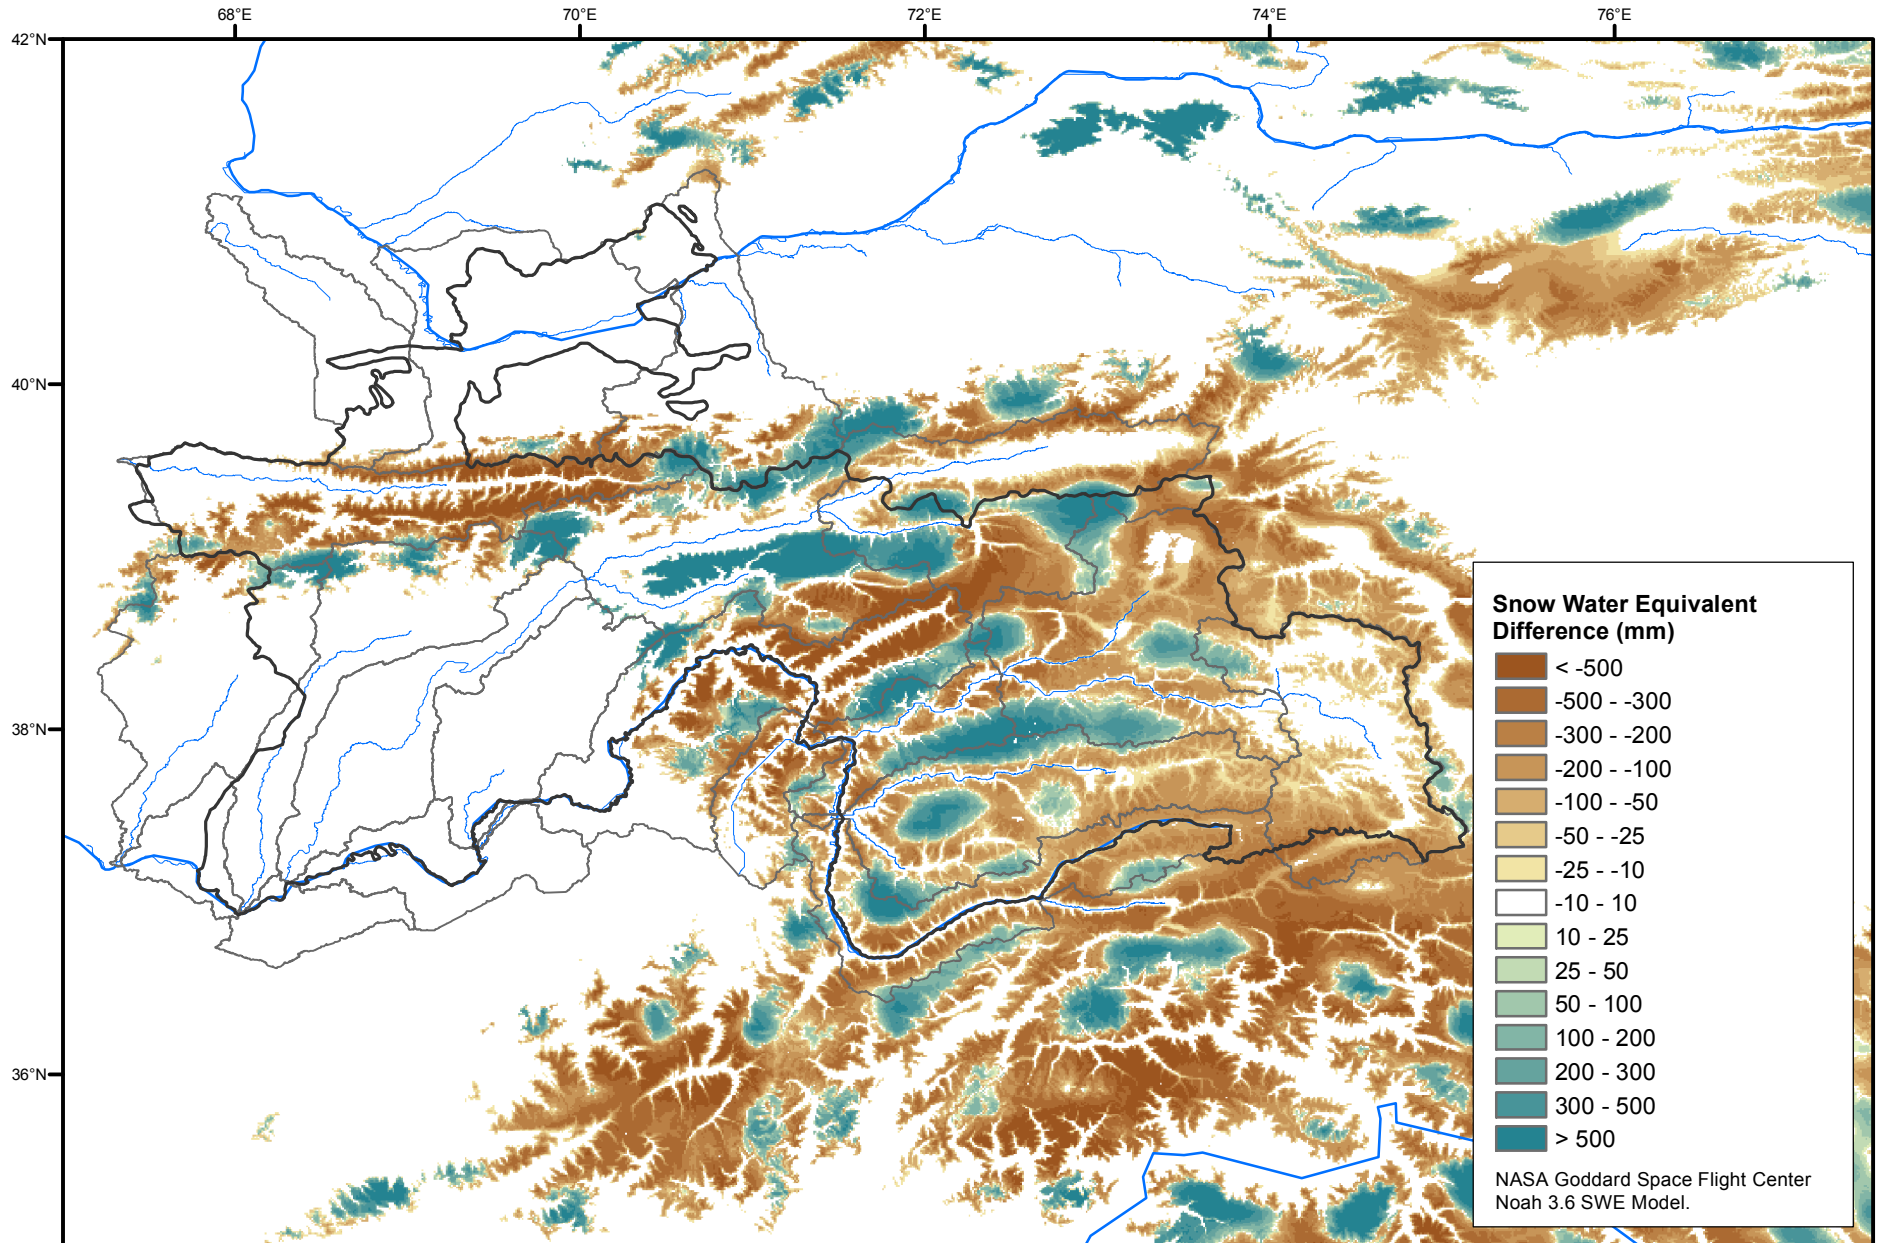 68°E 70°E 72°E 74°E 76°E
42°N
40°N
38°N
36°N
Snow Water Equivalent
Difference (mm)
< -500
-500 - -300
-300 - -200
-200 - -100
-100 - -50
-50 - -25
-25 - -10
-10 - 10
10 - 25
25 - 50
50 - 100
100 - 200
200 - 300
300 - 500
> 500
NASA Goddard Space Flight Center
Noah 3.6 SWE Model.